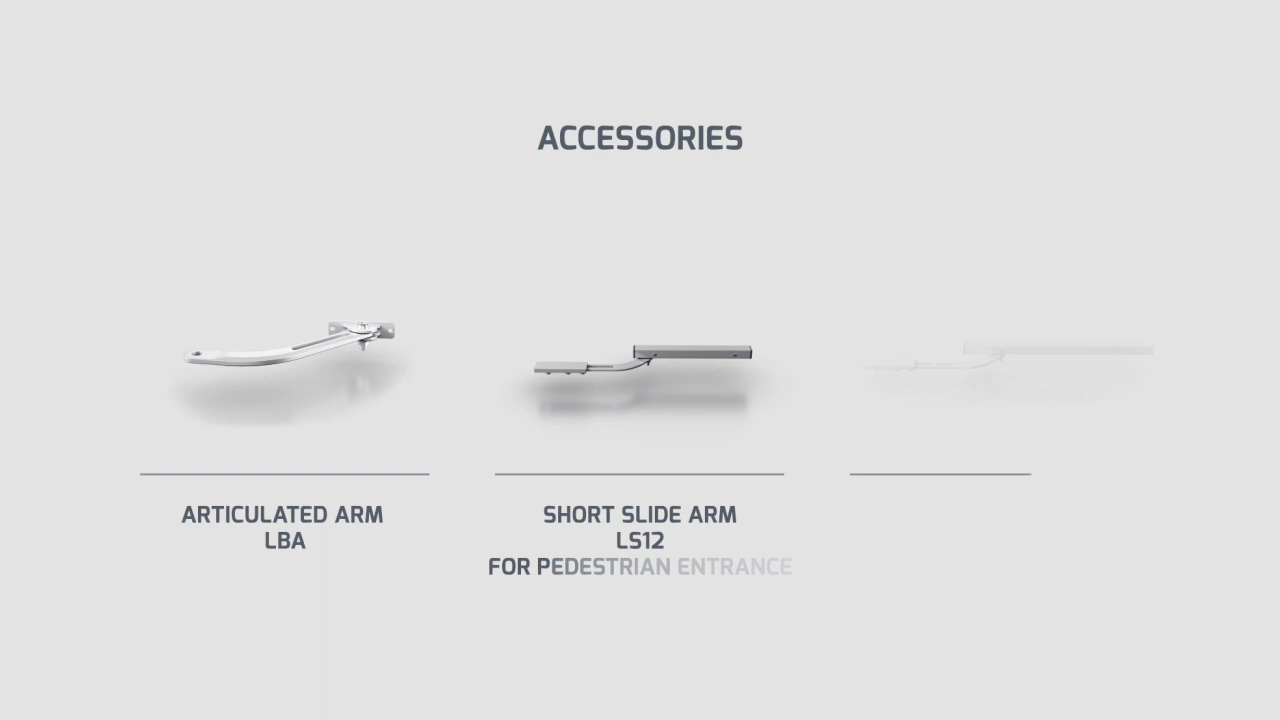 ACCESSORIES
ARTICULATED ARM
LBA
SHORT SLIDE ARM
LS12
FOR PEDESTRIAN ENTRANCE